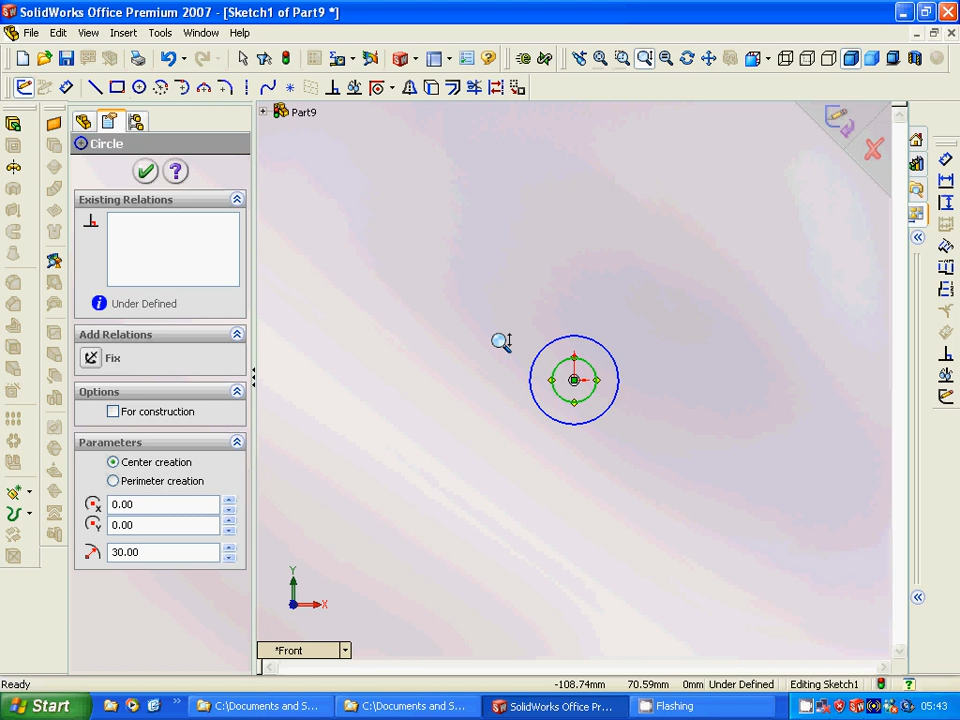 SolidWorks Office Premium 2007 - [Sketch1 of Part9 *]
File Edit View Insert Tools Window Help
Part9
Circle
Existing Relations
Under Defined
Add Relations
Fix
Options
For construction
Parameters
Center creation
Perimeter creation
0.00
0.00
30.00
Y
X
*Front
Ready
-108.74mm 70.59mm 0mm Under Defined Editing Sketch1
Start
C:\Documents and S...
C:\Documents and S...
SolidWorks Office Pr...
Flashing
05:43